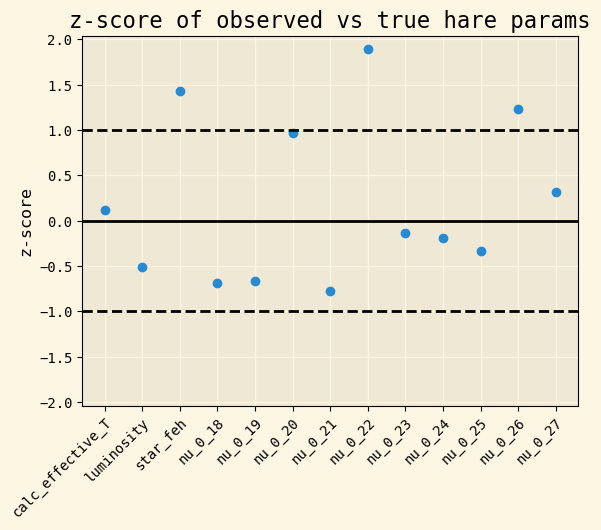 z-score of observed vs true hare params
2.0
1.5
1.0
0.5
0.0
−0.5
−1.0
−1.5
−2.0
z-score
calc_effective_T
luminosity
star_feh
nu_0_18
nu_0_19
nu_0_20
nu_0_21
nu_0_22
nu_0_23
nu_0_24
nu_0_25
nu_0_26
nu_0_27